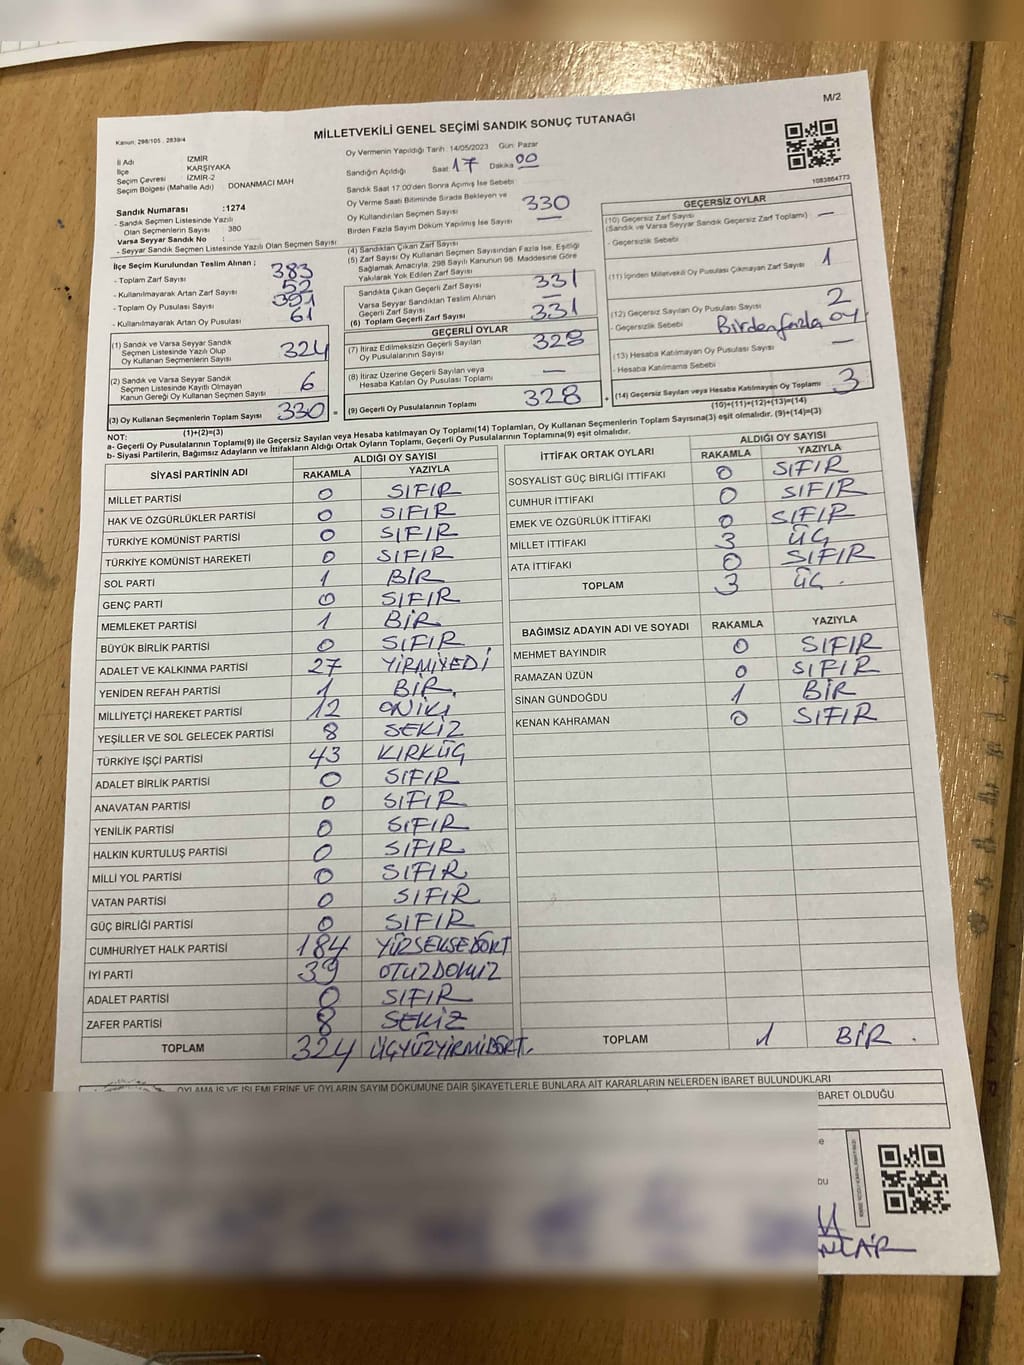 M/2
Kanun: 298/105 , 2839/4
MİLLETVEKİLİ GENEL SEÇİMİ SANDIK SONUÇ TUTANAĞI
1083864773
İl Adı İZMİR
İlçe KARŞIYAKA
Seçim Çevresi İZMİR-2
Seçim Bölgesi (Mahalle Adı) DONANMACI MAH
Sandık Numarası : 1274
- Sandık Seçmen Listesinde Yazılı
Olan Seçmenlerin Sayısı : 380
Varsa Seyyar Sandık No :
- Seyyar Sandık Seçmen Listesinde Yazılı Olan Seçmen Sayısı
İlçe Seçim Kurulundan Teslim Alınan ;
- Toplam Zarf Sayısı 383
- Kullanılmayarak Artan Zarf Sayısı 52
- Toplam Oy Pusulası Sayısı 391
- Kullanılmayarak Artan Oy Pusulası 61
(1) Sandık ve Varsa Seyyar Sandık
Seçmen Listesinde Yazılı Olup
Oy Kullanan Seçmenlerin Sayısı 324
(2) Sandık ve Varsa Seyyar Sandık
Seçmen Listesinde Kayıtlı Olmayan
Kanun Gereği Oy Kullanan Seçmen Sayısı 6
(3) Oy Kullanan Seçmenlerin Toplam Sayısı 330 =
(1)+(2)=(3)
Oy Vermenin Yapıldığı Tarih : 14/05/2023 Gün: Pazar
Sandığın Açıldığı Saat 17 Dakika 00
Sandık Saat 17:00'den Sonra Açımış İse Sebebi
Oy Verme Saati Bitiminde Sırada Bekleyen ve
Oy Kullandırılan Seçmen Sayısı 330
Birden Fazla Sayım Döküm Yapılmış İse Sayısı —
(4) Sandıktan Çıkan Zarf Sayısı
(5) Zarf Sayısı Oy Kullanan Seçmen Sayısından Fazla İse, Eşitliği
Sağlamak Amacıyla, 298 Sayılı Kanunun 98. Maddesine Göre
Yakılarak Yok Edilen Zarf Sayısı
Sandıkta Çıkan Geçerli Zarf Sayısı 331
Varsa Seyyar Sandıktan Teslim Alınan
Geçerli Zarf Sayısı —
(6) Toplam Geçerli Zarf Sayısı 331
GEÇERLİ OYLAR
(7) İtiraz Edilmeksizin Geçerli Sayılan
Oy Pusulalarının Sayısı 328
(8) İtiraz Üzerine Geçerli Sayılan veya
Hesaba Katılan Oy Pusulası Toplamı —
(9) Geçerli Oy Pusulalarının Toplamı 328 +
GEÇERSİZ OYLAR
(10) Geçersiz Zarf Sayısı
(Sandık ve Varsa Seyyar Sandık Geçersiz Zarf Toplamı) —
- Geçersizlik Sebebi
(11) İçinden Milletvekili Oy Pusulası Çıkmayan Zarf Sayısı 1
(12) Geçersiz Sayılan Oy Pusulası Sayısı 2
- Geçersizlik Sebebi Birden fazla oy.
(13) Hesaba Katılmayan Oy Pusulası Sayısı —
- Hesaba Katılmama Sebebi
(14) Geçersiz Sayılan veya Hesaba Katılmayan Oy Toplamı 3
(10)+(11)+(12)+(13)=(14)
NOT:
a- Geçerli Oy Pusulalarının Toplamı(9) ile Geçersiz Sayılan veya Hesaba katılmayan Oy Toplamı(14) Toplamları, Oy Kullanan Seçmenlerin Toplam Sayısına(3) eşit olmalıdır. (9)+(14)=(3)
b- Siyasi Partilerin, Bağımsız Adayların ve İttifakların Aldığı Ortak Oyların Toplamı, Geçerli Oy Pusulalarının Toplamına(9) eşit olmalıdır.
SİYASİ PARTİNİN ADI ALDIĞI OY SAYISI
RAKAMLA YAZIYLA
MİLLET PARTİSİ 0 SIFIR
HAK VE ÖZGÜRLÜKLER PARTİSİ 0 SIFIR
TÜRKİYE KOMÜNİST PARTİSİ 0 SIFIR
TÜRKİYE KOMÜNİST HAREKETİ 0 SIFIR
SOL PARTİ 1 BİR
GENÇ PARTİ 0 SIFIR
MEMLEKET PARTİSİ 1 BİR
BÜYÜK BİRLİK PARTİSİ 0 SIFIR
ADALET VE KALKINMA PARTİSİ 27 YİRMİYEDİ
YENİDEN REFAH PARTİSİ 1 BİR
MİLLİYETÇİ HAREKET PARTİSİ 12 ONİKİ
YEŞİLLER VE SOL GELECEK PARTİSİ 8 SEKİZ
TÜRKİYE İŞÇİ PARTİSİ 43 KIRKÜÇ
ADALET BİRLİK PARTİSİ 0 SIFIR
ANAVATAN PARTİSİ 0 SIFIR
YENİLİK PARTİSİ 0 SIFIR
HALKIN KURTULUŞ PARTİSİ 0 SIFIR
MİLLİ YOL PARTİSİ 0 SIFIR
VATAN PARTİSİ 0 SIFIR
GÜÇ BİRLİĞİ PARTİSİ 0 SIFIR
CUMHURİYET HALK PARTİSİ 184 YÜRSEKSEDÖRT
İYİ PARTİ 39 OTUZDOKUZ
ADALET PARTİSİ 0 SIFIR
ZAFER PARTİSİ 8 SEKİZ
TOPLAM 324 ÜÇYÜZYİRMİDÖRT.
İTTİFAK ORTAK OYLARI ALDIĞI OY SAYISI
RAKAMLA YAZIYLA
SOSYALİST GÜÇ BİRLİĞİ İTTİFAKI 0 SIFIR
CUMHUR İTTİFAKI 0 SIFIR
EMEK VE ÖZGÜRLÜK İTTİFAKI 0 SIFIR
MİLLET İTTİFAKI 3 ÜÇ
ATA İTTİFAKI 0 SIFIR
TOPLAM 3 ÜÇ .
BAĞIMSIZ ADAYIN ADI VE SOYADI RAKAMLA YAZIYLA
MEHMET BAYINDIR 0 SIFIR
RAMAZAN ÜZÜN 0 SIFIR
SİNAN GÜNDOĞDU 1 BİR
KENAN KAHRAMAN 0 SIFIR
TOPLAM 1 BİR .
OYLAMA İŞ VE İŞLEMLERİNE VE OYLARIN SAYIM DÖKÜMÜNE DAİR ŞİKAYETLERLE BUNLARA AİT KARARLARIN NELERDEN İBARET BULUNDUKLARI
BARET OLDUĞU